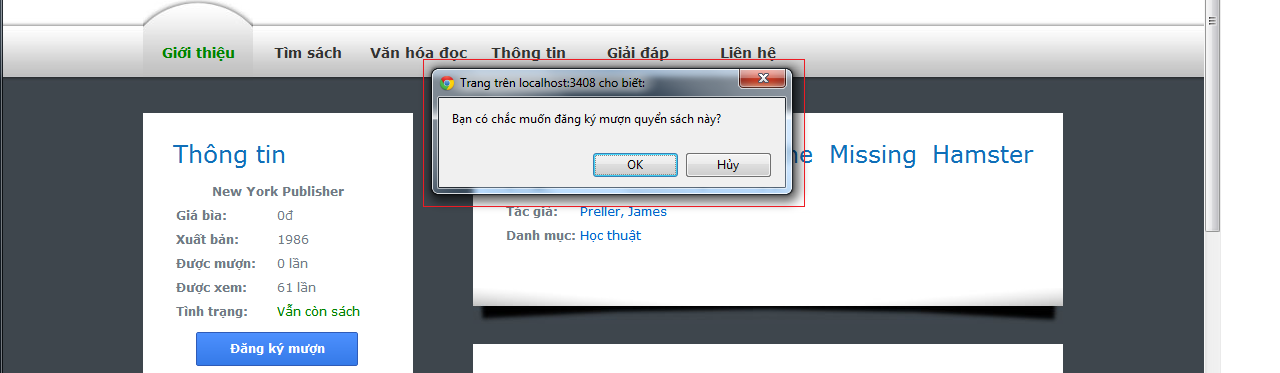 Giới thiệu Tìm sách Văn hóa đọc Thông tin Giải đáp Liên hệ
Trang trên localhost:3408 cho biết:
Bạn có chắc muốn đăng ký mượn quyển sách này?
OK Hủy
Thông tin
New York Publisher
Giá bìa: 0đ
Xuất bản: 1986
Được mượn: 0 lần
Được xem: 61 lần
Tình trạng: Vẫn còn sách
Đăng ký mượn
Missing Hamster
Tác giả: Preller, James
Danh mục: Học thuật